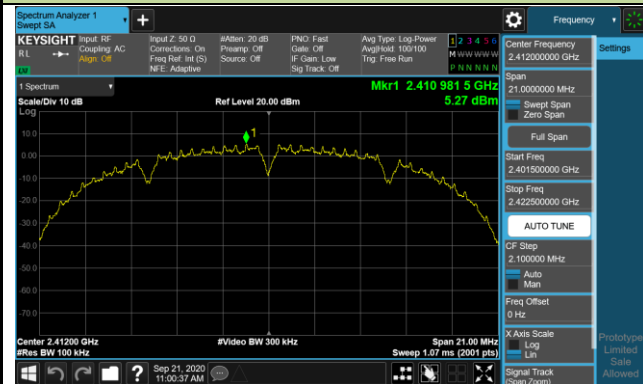 Spectrum Analyzer 1
Swept SA
Frequency
KEYSIGHT
RL
Input: RF
Coupling: AC
Align: Off
Input Z: 50 Ω
Corrections: On
Freq Ref: Int (S)
NFE: Adaptive
#Atten: 20 dB
Preamp: Off
Source: Off
PNO: Fast
Gate: Off
IF Gain: Low
Sig Track: Off
Avg Type: Log-Power
Avg|Hold: 100/100
Trig: Free Run
1 2 3 4 5 6
M W W W W W
P N N N N N
1 Spectrum
Scale/Div 10 dB
Ref Level 20.00 dBm
Mkr1 2.410 981 5 GHz
5.27 dBm
Log
1
10.0
0.00
-10.0
-20.0
-30.0
-40.0
-50.0
-60.0
-70.0
Center 2.41200 GHz
#Res BW 100 kHz
#Video BW 300 kHz
Span 21.00 MHz
Sweep 1.07 ms (2001 pts)
Sep 21, 2020
11:00:37 AM
Center Frequency
2.412000000 GHz
Span
21.0000000 MHz
Swept Span
Zero Span
Full Span
Start Freq
2.401500000 GHz
Stop Freq
2.422500000 GHz
AUTO TUNE
CF Step
2.100000 MHz
Auto
Man
Freq Offset
0 Hz
X Axis Scale
Log
Lin
Signal Track
(Span Zoom)
Settings
Prototype
Limited
Sale
Allowed